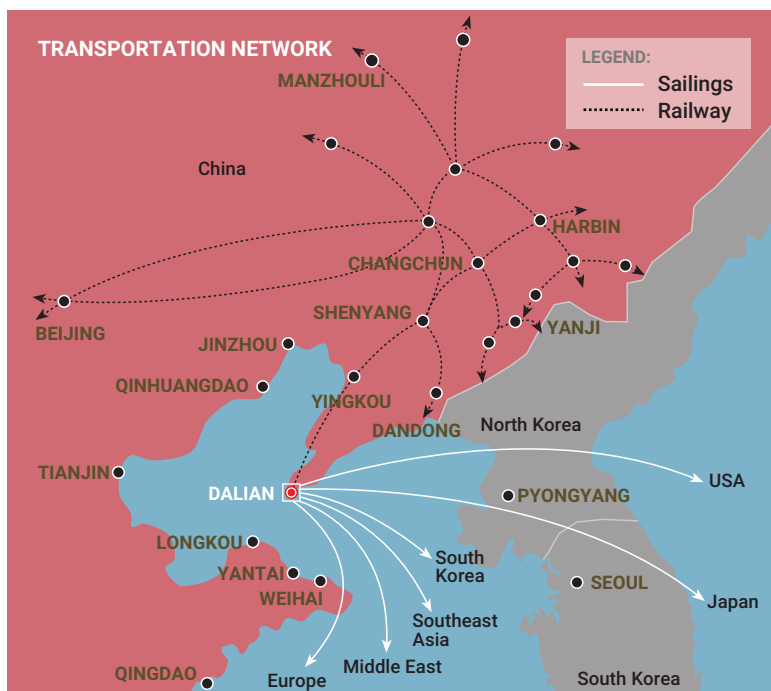 TRANSPORTATION NETWORK
LEGEND:
Sailings
Railway
MANZHOULI
China
HARBIN
CHANGCHUN
SHENYANG
BEIJING
YANJI
JINZHOU
QINHUANGDAO
YINGKOU
DANDONG
North Korea
TIANJIN
USA
DALIAN
PYONGYANG
LONGKOU
South
Korea
YANTAI
SEOUL
WEIHAI
Japan
Southeast
Asia
Middle East
QINGDAO
Europe
South Korea